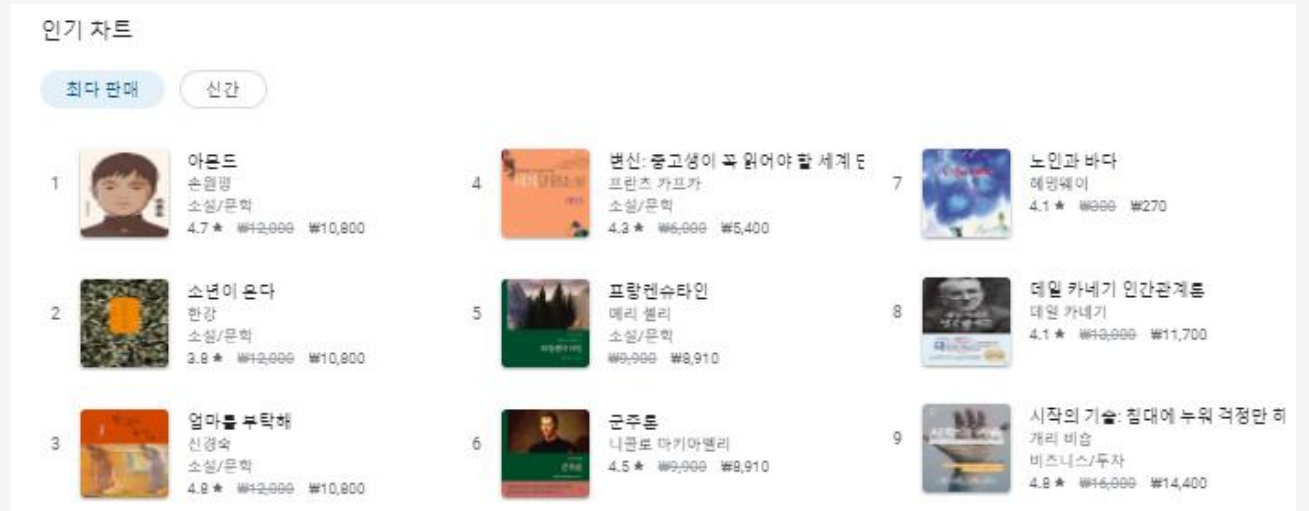 인기 차트
최다 판매
신간
1
아몬드
손원평
소설/문학
4.7 ★ ₩12,000 ₩10,800
2
소년이 온다
한강
소설/문학
3.8 ★ ₩12,000 ₩10,800
3
엄마를 부탁해
신경숙
소설/문학
4.8 ★ ₩12,000 ₩10,800
4
변신: 중고생이 꼭 읽어야 할 세계 단
프란츠 카프카
소설/문학
4.3 ★ ₩6,000 ₩5,400
5
프랑켄슈타인
메리 셸리
소설/문학
₩9,900 ₩8,910
6
군주론
니콜로 마키아벨리
4.5 ★ ₩9,900 ₩8,910
7
노인과 바다
헤밍웨이
4.1 ★ ₩300 ₩270
8
데일 카네기 인간관계론
데일 카네기
4.1 ★ ₩13,000 ₩11,700
9
시작의 기술: 침대에 누워 걱정만 하
개리 비숍
비즈니스/투자
4.8 ★ ₩16,000 ₩14,400